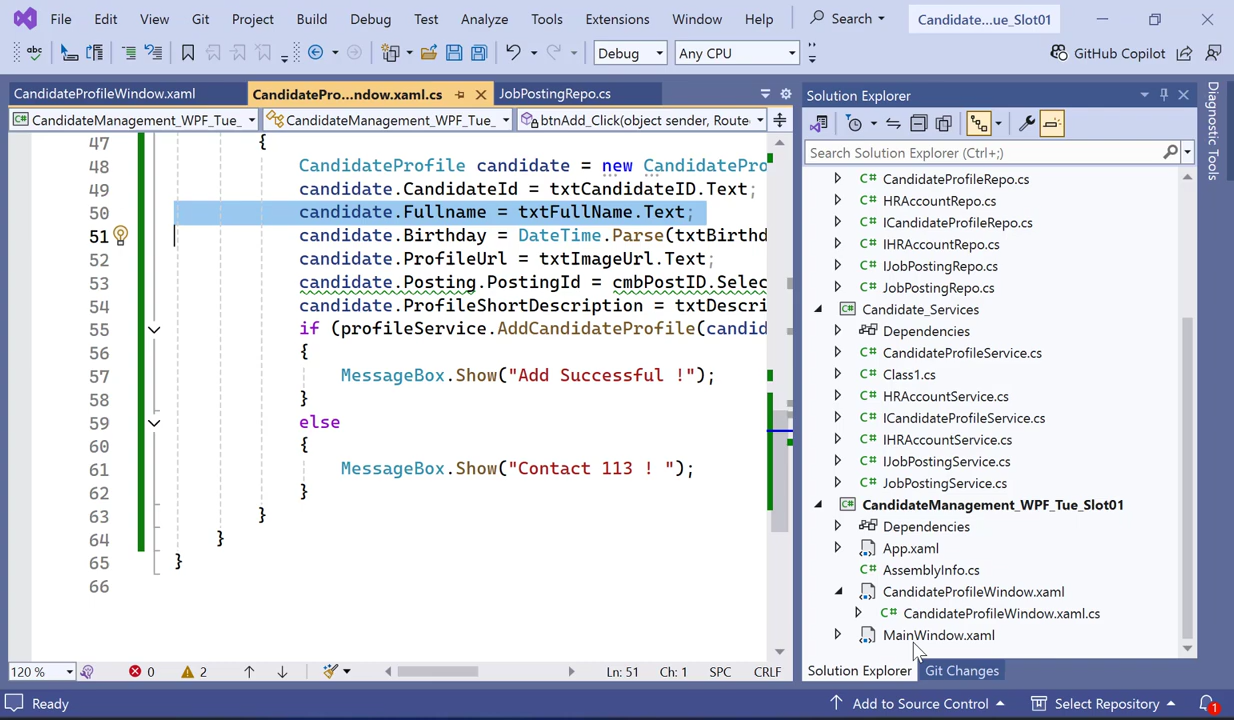 File Edit View Git Project Build Debug Test Analyze Tools Extensions Window Help Search Candidate...ue_Slot01
abc Debug Any CPU GitHub Copilot
CandidateProfileWindow.xaml CandidatePro...ndow.xaml.cs JobPostingRepo.cs
CandidateManagement_WPF_Tue_ CandidateManagement_WPF_Tue_ btnAdd_Click(object sender, Route
47 {
48 CandidateProfile candidate = new CandidatePro
49 candidate.CandidateId = txtCandidateID.Text;
50 candidate.Fullname = txtFullName.Text;
51 candidate.Birthday = DateTime.Parse(txtBirthd
52 candidate.ProfileUrl = txtImageUrl.Text;
53 candidate.Posting.PostingId = cmbPostID.Selec
54 candidate.ProfileShortDescription = txtDescri
55 if (profileService.AddCandidateProfile(candid
56 {
57 MessageBox.Show("Add Successful !");
58 }
59 else
60 {
61 MessageBox.Show("Contact 113 ! ");
62 }
63 }
64 }
65 }
66
120 % 0 2 Ln: 51 Ch: 1 SPC CRLF
Solution Explorer
Search Solution Explorer (Ctrl+;)
C# CandidateProfileRepo.cs
C# HRAccountRepo.cs
C# ICandidateProfileRepo.cs
C# IHRAccountRepo.cs
C# IJobPostingRepo.cs
C# JobPostingRepo.cs
C# Candidate_Services
Dependencies
C# CandidateProfileService.cs
C# Class1.cs
C# HRAccountService.cs
C# ICandidateProfileService.cs
C# IHRAccountService.cs
C# IJobPostingService.cs
C# JobPostingService.cs
C# CandidateManagement_WPF_Tue_Slot01
Dependencies
App.xaml
C# AssemblyInfo.cs
CandidateProfileWindow.xaml
C# CandidateProfileWindow.xaml.cs
MainWindow.xaml
Solution Explorer Git Changes
Diagnostic Tools
Ready Add to Source Control Select Repository 1